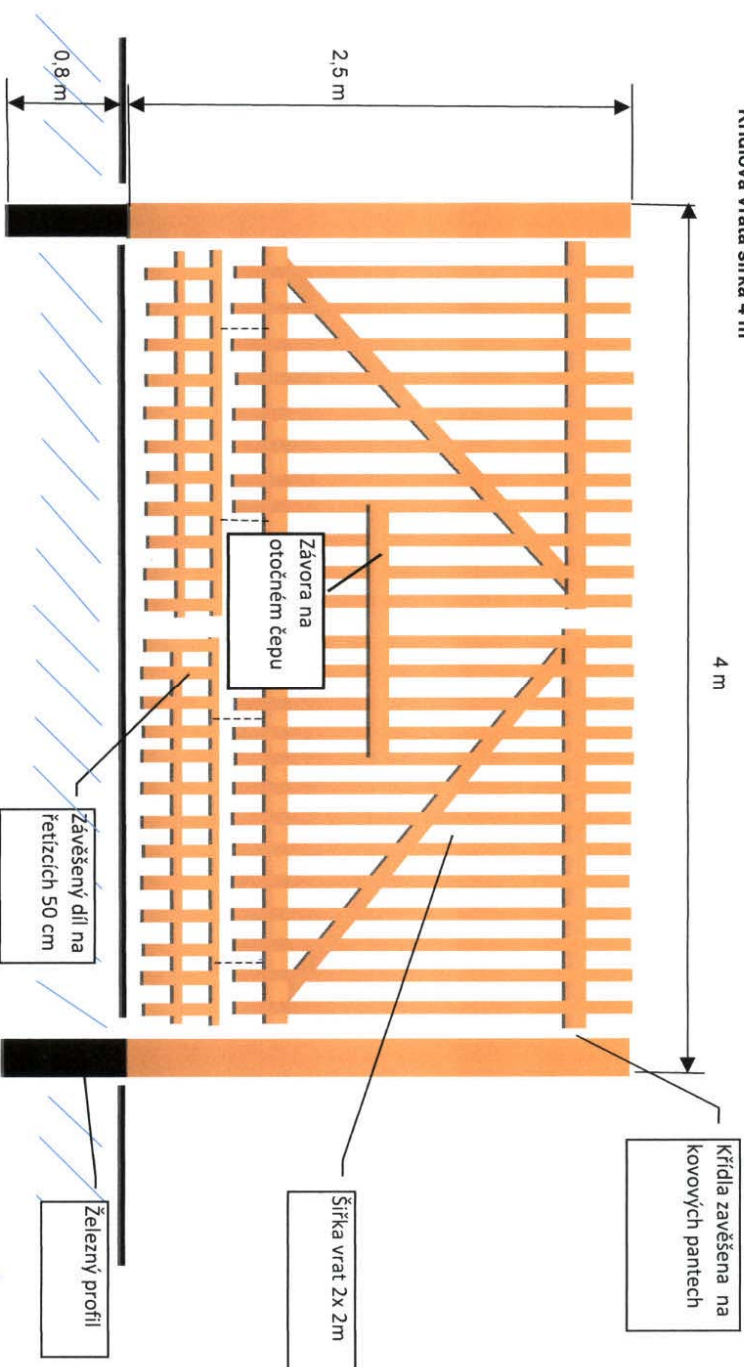 Křídlová vrata šířka 4 m
4 m
2,5 m
0,8 m
Křídla zavěšena na
kovových pantech
Šířka vrat 2x 2m
Závora na
otočném čepu
Závěšený díl na
řetízcích 50 cm
Železný profil